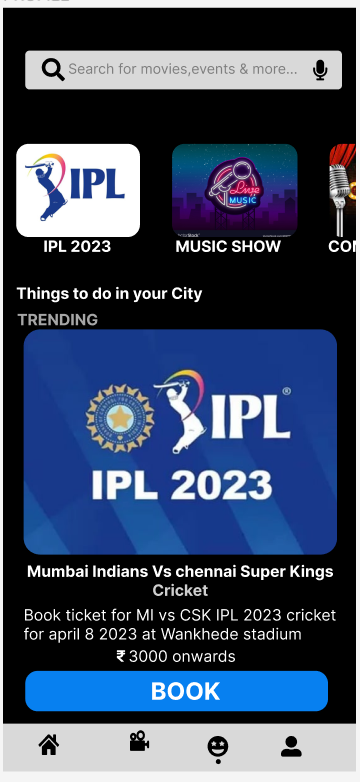 Search for movies,events & more...
IPL
Live
MUSIC
IPL 2023
MUSIC SHOW
Things to do in your City
TRENDING
IPL
®
IPL 2023
Mumbai Indians Vs chennai Super Kings
Cricket
Book ticket for MI vs CSK IPL 2023 cricket
for april 8 2023 at Wankhede stadium
₹ 3000 onwards
BOOK